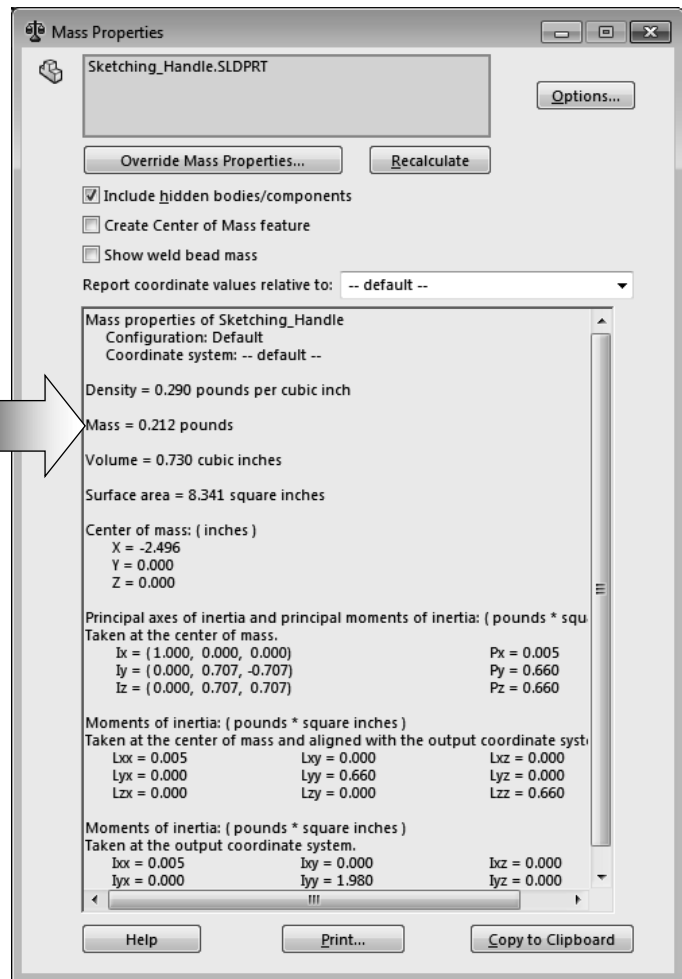 Mass Properties
Sketching_Handle.SLDPRT
Options...
Override Mass Properties...
Recalculate
Include hidden bodies/components
Create Center of Mass feature
Show weld bead mass
Report coordinate values relative to: -- default --
Mass properties of Sketching_Handle
Configuration: Default
Coordinate system: -- default --
Density = 0.290 pounds per cubic inch
Mass = 0.212 pounds
Volume = 0.730 cubic inches
Surface area = 8.341 square inches
Center of mass: ( inches )
X = -2.496
Y = 0.000
Z = 0.000
Principal axes of inertia and principal moments of inertia: ( pounds * squ
Taken at the center of mass.
Ix = ( 1.000, 0.000, 0.000) Px = 0.005
Iy = ( 0.000, 0.707, -0.707) Py = 0.660
Iz = ( 0.000, 0.707, 0.707) Pz = 0.660
Moments of inertia: ( pounds * square inches )
Taken at the center of mass and aligned with the output coordinate syst
Lxx = 0.005 Lxy = 0.000 Lxz = 0.000
Lyx = 0.000 Lyy = 0.660 Lyz = 0.000
Lzx = 0.000 Lzy = 0.000 Lzz = 0.660
Moments of inertia: ( pounds * square inches )
Taken at the output coordinate system.
Ixx = 0.005 Ixy = 0.000 Ixz = 0.000
Iyx = 0.000 Iyy = 1.980 Iyz = 0.000
Help Print... Copy to Clipboard